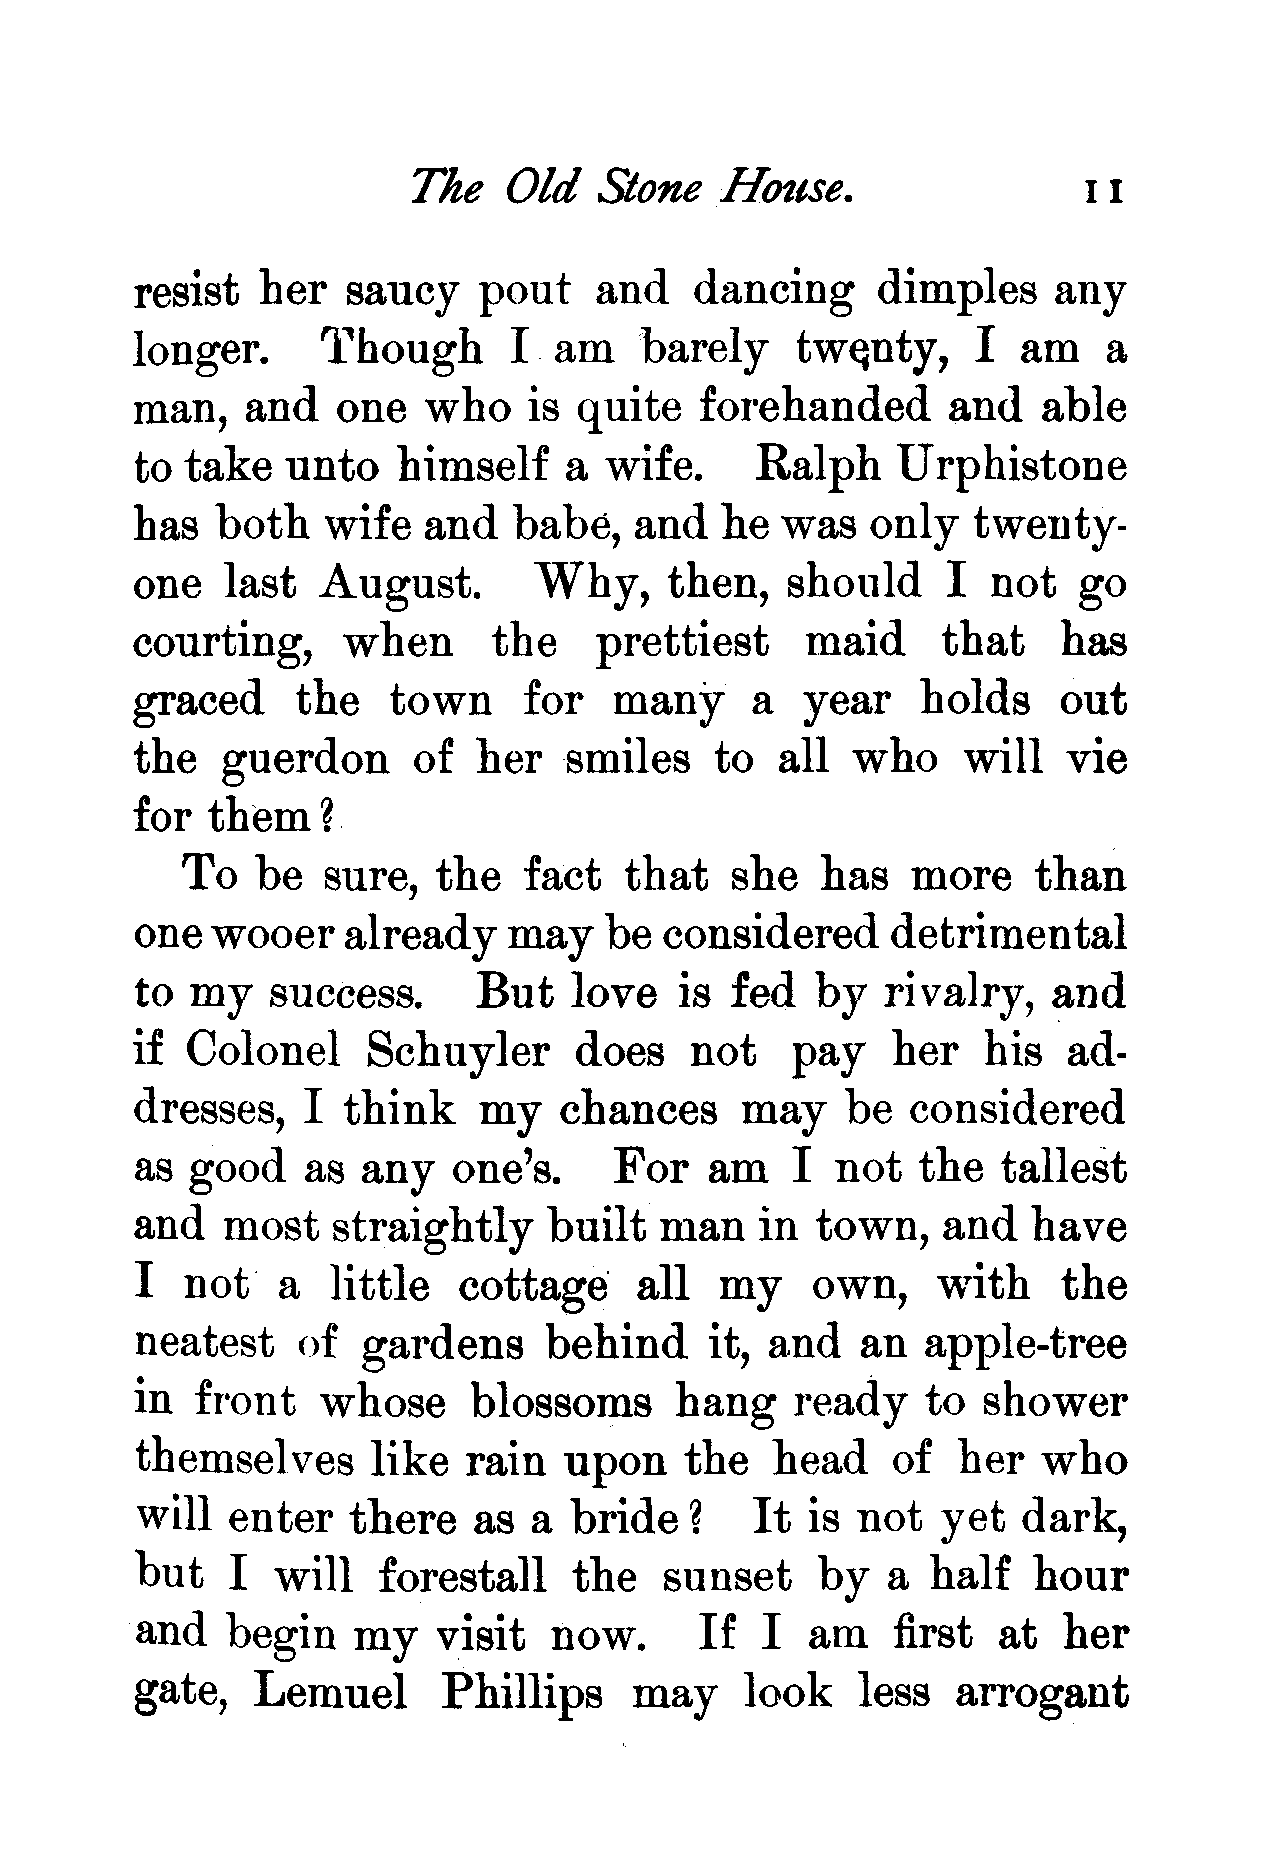 The Old Stone House. 11
resist her saucy pout and dancing dimples any
longer. Though I am barely twenty, I am a
man, and one who is quite forehanded and able
to take unto himself a wife. Ralph Urphistone
has both wife and babe, and he was only twenty-
one last August. Why, then, should I not go
courting, when the prettiest maid that has
graced the town for many a year holds out
the guerdon of her smiles to all who will vie
for them?
To be sure, the fact that she has more than
one wooer already may be considered detrimental
to my success. But love is fed by rivalry, and
if Colonel Schuyler does not pay her his ad-
dresses, I think my chances may be considered
as good as any one's. For am I not the tallest
and most straightly built man in town, and have
I not a little cottage all my own, with the
neatest of gardens behind it, and an apple-tree
in front whose blossoms hang ready to shower
themselves like rain upon the head of her who
will enter there as a bride? It is not yet dark,
but I will forestall the sunset by a half hour
and begin my visit now. If I am first at her
gate, Lemuel Phillips may look less arrogant